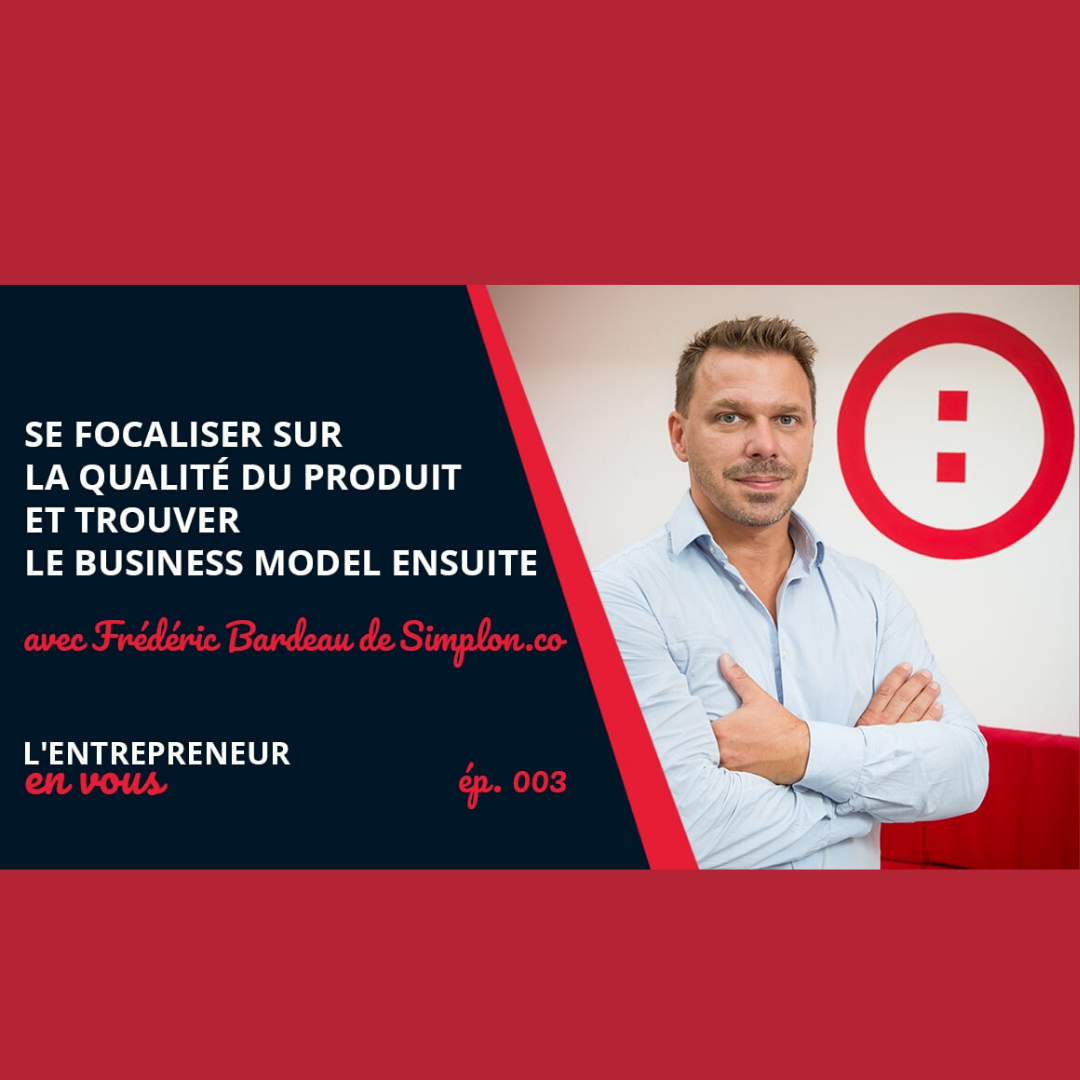 SE FOCALISER SUR
LA QUALITÉ DU PRODUIT
ET TROUVER
LE BUSINESS MODEL ENSUITE
avec Frédéric Bardeau de Simplon.co
L'ENTREPRENEUR
en vous
ép. 003